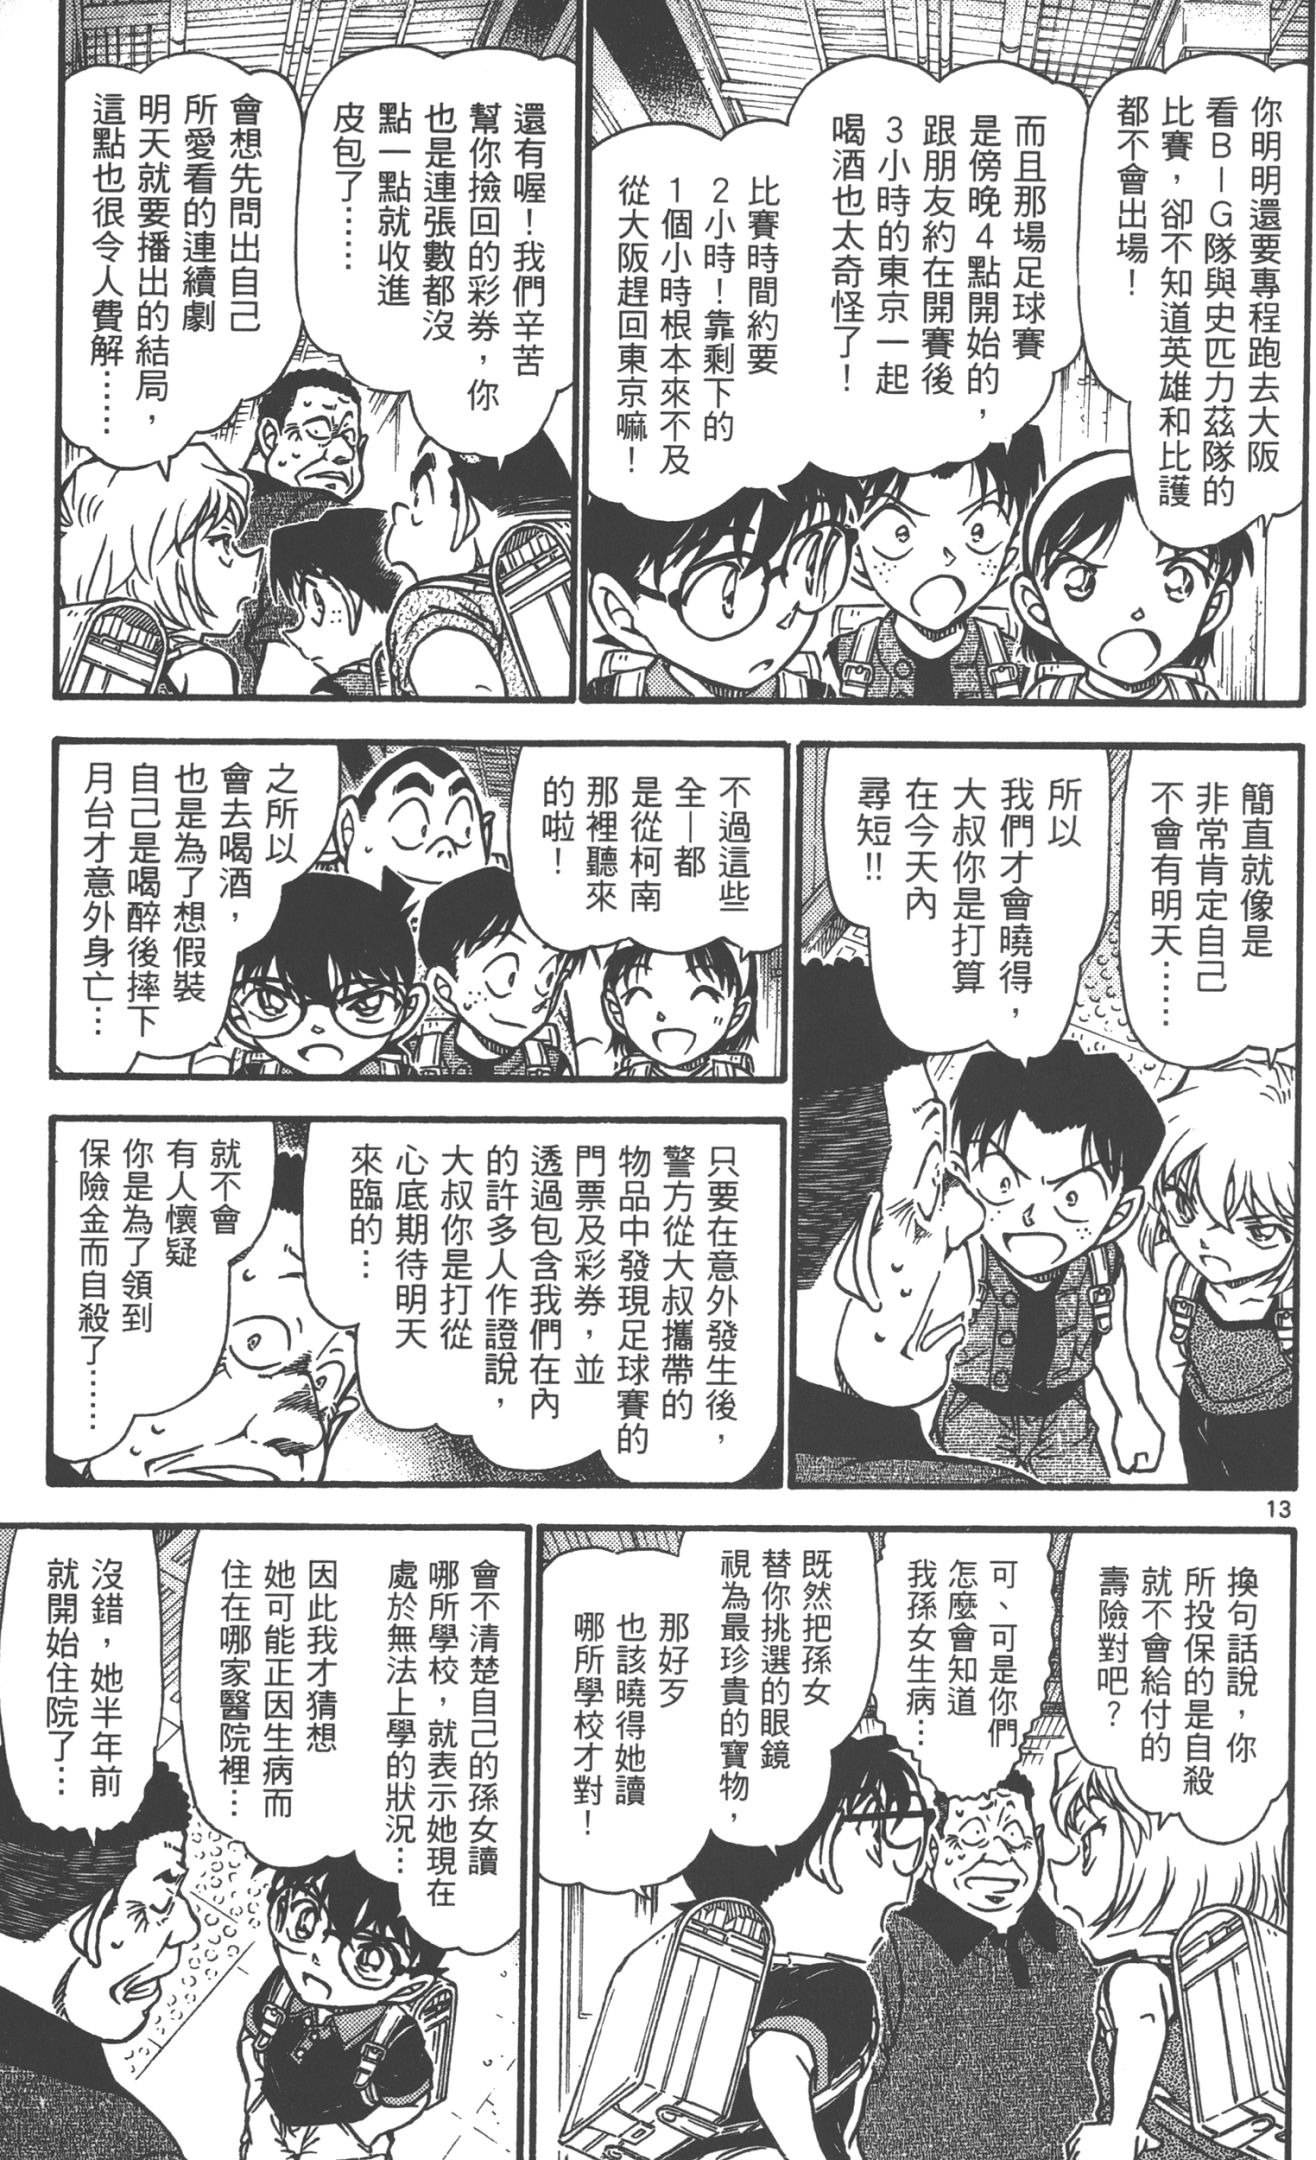 你明明還要專程跑去大阪
看BIG隊與史匹力茲隊的
比賽，卻不知道英雄和比護
都不會出場！
而且那場足球賽
是傍晚4點開始的，
跟朋友約在開賽後
3小時的東京一起
喝酒也太奇怪了！
比賽時間約要
2小時！靠剩下的
1個小時根本來不及
從大阪趕回東京嘛！
還有喔！我們辛苦
幫你撿回的彩券，你
也是連張數都沒
點一點就收進
皮包了……
會想先問出自己
所愛看的連續劇
明天就要播出的結局，
這點也很令人費解……
簡直就像是
非常肯定自己
不會有明天……
所以
我們才會曉得，
大叔你是打算
在今天內
尋短!!
不過這些
全—都
是從柯南
那裡聽來
的啦！
之所以
會去喝酒，
也是為了想假裝
自己是喝醉後摔下
月台才意外身亡…
只要在意外發生後，
警方從大叔攜帶的
物品中發現足球賽的
門票及彩券，並
透過包含我們在內
的許多人作證說，
大叔你是打從
心底期待明天
來臨的…
就不會
有人懷疑
你是為了領到
保險金而自殺了……
13
換句話說，你
所投保的是自殺
就不會給付的
壽險對吧？
可、可是你們
怎麼會知道
我孫女生病…
既然把孫女
替你挑選的眼鏡
視為最珍貴的寶物，
那好歹
也該曉得她讀
哪所學校才對！
會不清楚自己的孫女讀
哪所學校，就表示她現在
處於無法上學的狀況…
因此我才猜想
她可能正因生病而
住在哪家醫院裡…
沒錯，她半年前
就開始住院了…